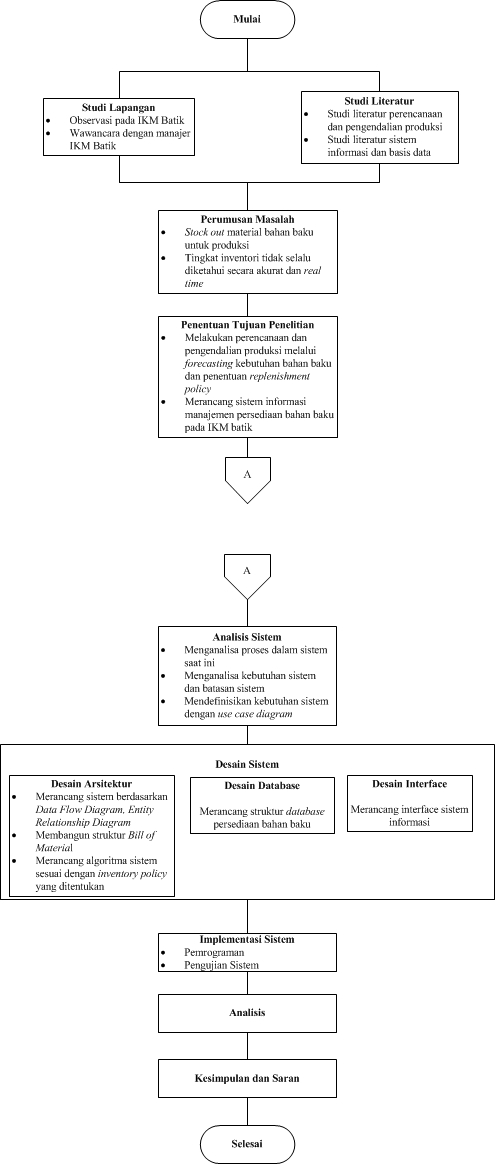 Mulai
Studi Lapangan
• Observasi pada IKM Batik
• Wawancara dengan manajer
IKM Batik
Studi Literatur
• Studi literatur perencanaan
dan pengendalian produksi
• Studi literatur sistem
informasi dan basis data
Perumusan Masalah
• Stock out material bahan baku
untuk produksi
• Tingkat inventori tidak selalu
diketahui secara akurat dan real
time
Penentuan Tujuan Penelitian
• Melakukan perencanaan dan
pengendalian produksi melalui
forecasting kebutuhan bahan baku
dan penentuan replenishment
policy
• Merancang sistem informasi
manajemen persediaan bahan baku
pada IKM batik
A
A
Analisis Sistem
• Menganalisa proses dalam sistem
saat ini
• Menganalisa kebutuhan sistem
dan batasan sistem
• Mendefinisikan kebutuhan sistem
dengan use case diagram
Desain Sistem
Desain Arsitektur
• Merancang sistem berdasarkan
Data Flow Diagram, Entity
Relationship Diagram
• Membangun struktur Bill of
Material
• Merancang algoritma sistem
sesuai dengan inventory policy
yang ditentukan
Desain Database
Merancang struktur database
persediaan bahan baku
Desain Interface
Merancang interface sistem
informasi
Implementasi Sistem
• Pemrograman
• Pengujian Sistem
Analisis
Kesimpulan dan Saran
Selesai